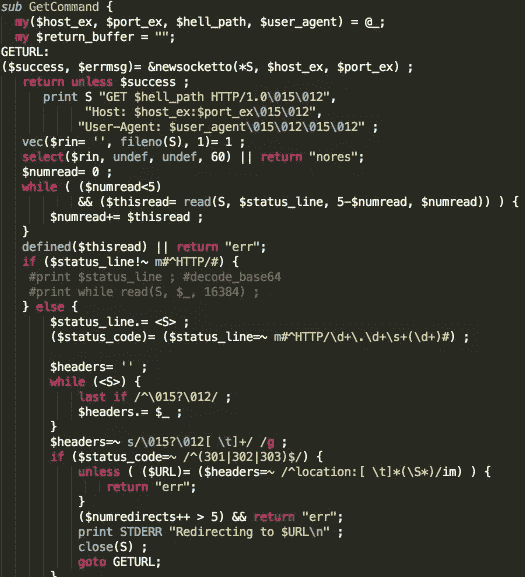 sub GetCommand {
my($host_ex, $port_ex, $hell_path, $user_agent) = @_;
my $return_buffer = "";
GETURL:
($success, $errmsg)= &newsocketto(*S, $host_ex, $port_ex) ;
return unless $success ;
print S "GET $hell_path HTTP/1.0\015\012",
"Host: $host_ex:$port_ex\015\012",
"User-Agent: $user_agent\015\012\015\012" ;
vec($rin= '', fileno(S), 1)= 1 ;
select($rin, undef, undef, 60) || return "nores";
$numread= 0 ;
while ( ($numread<5)
&& ($thisread= read(S, $status_line, 5-$numread, $numread)) ) {
$numread+= $thisread ;
}
defined($thisread) || return "err";
if ($status_line!~ m#^HTTP/#) {
#print $status_line ; #decode_base64
#print while read(S, $_, 16384) ;
} else {
$status_line.= <S> ;
($status_code)= ($status_line=~ m#^HTTP/\d+\.\d+\s+(\d+)#) ;
$headers= '' ;
while (<S>) {
last if /^\015?\012/ ;
$headers.= $_ ;
}
$headers=~ s/\015?\012[ \t]+/ /g ;
if ($status_code=~ /^(301|302|303)$/) {
unless ( ($URL)= ($headers=~ /^location:[ \t]*(\S*)/im) ) {
return "err";
}
($numredirects++ > 5) && return "err";
print STDERR "Redirecting to $URL\n" ;
close(S) ;
goto GETURL;
}